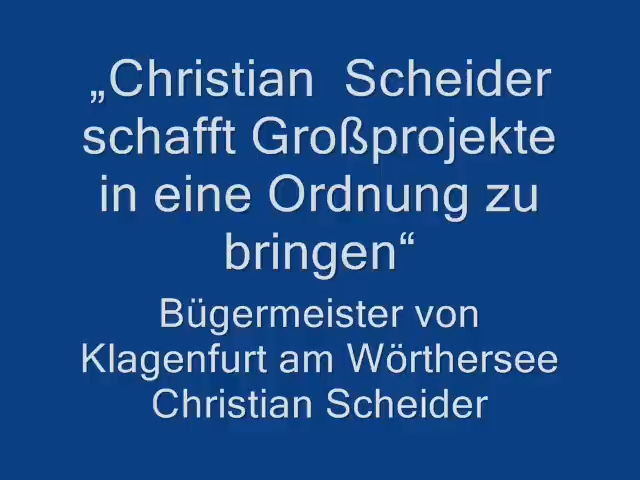 „Christian  Scheider
schafft Großprojekte
in eine Ordnung zu
bringen“
Bügermeister von
Klagenfurt am Wörthersee
Christian Scheider